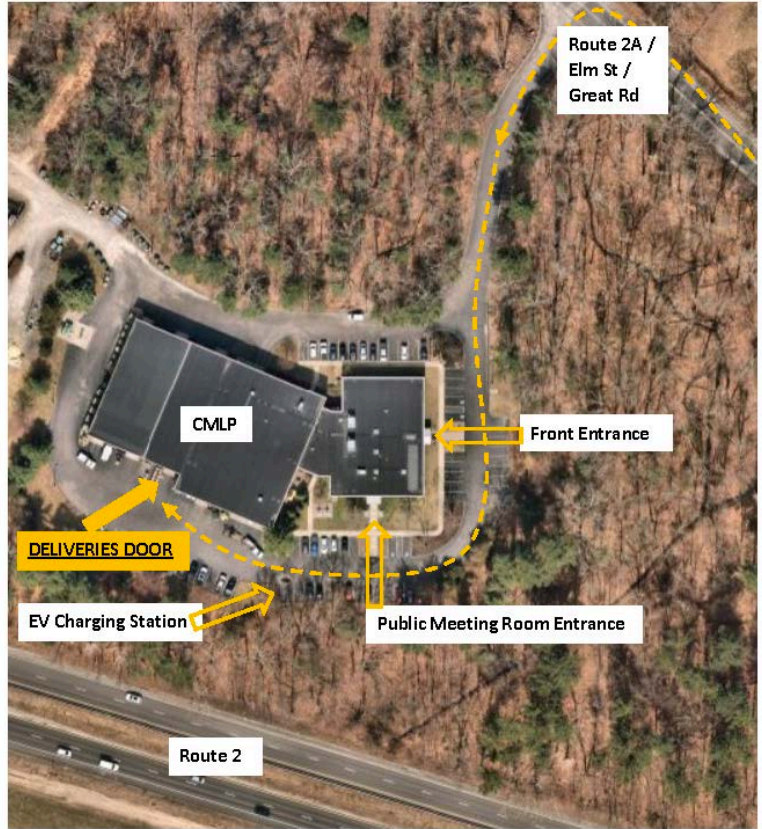 Route 2A /
Elm St /
Great Rd
CMLP
Front Entrance
DELIVERIES DOOR
EV Charging Station
Public Meeting Room Entrance
Route 2